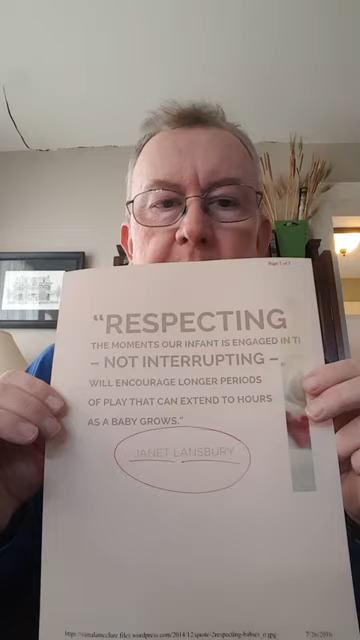 Page 1 of 1
“RESPECTING
THE MOMENTS OUR INFANT IS ENGAGED IN TI
– NOT INTERRUPTING –
WILL ENCOURAGE LONGER PERIODS
OF PLAY THAT CAN EXTEND TO HOURS
AS A BABY GROWS.”
JANET LANSBURY
7/26/2016